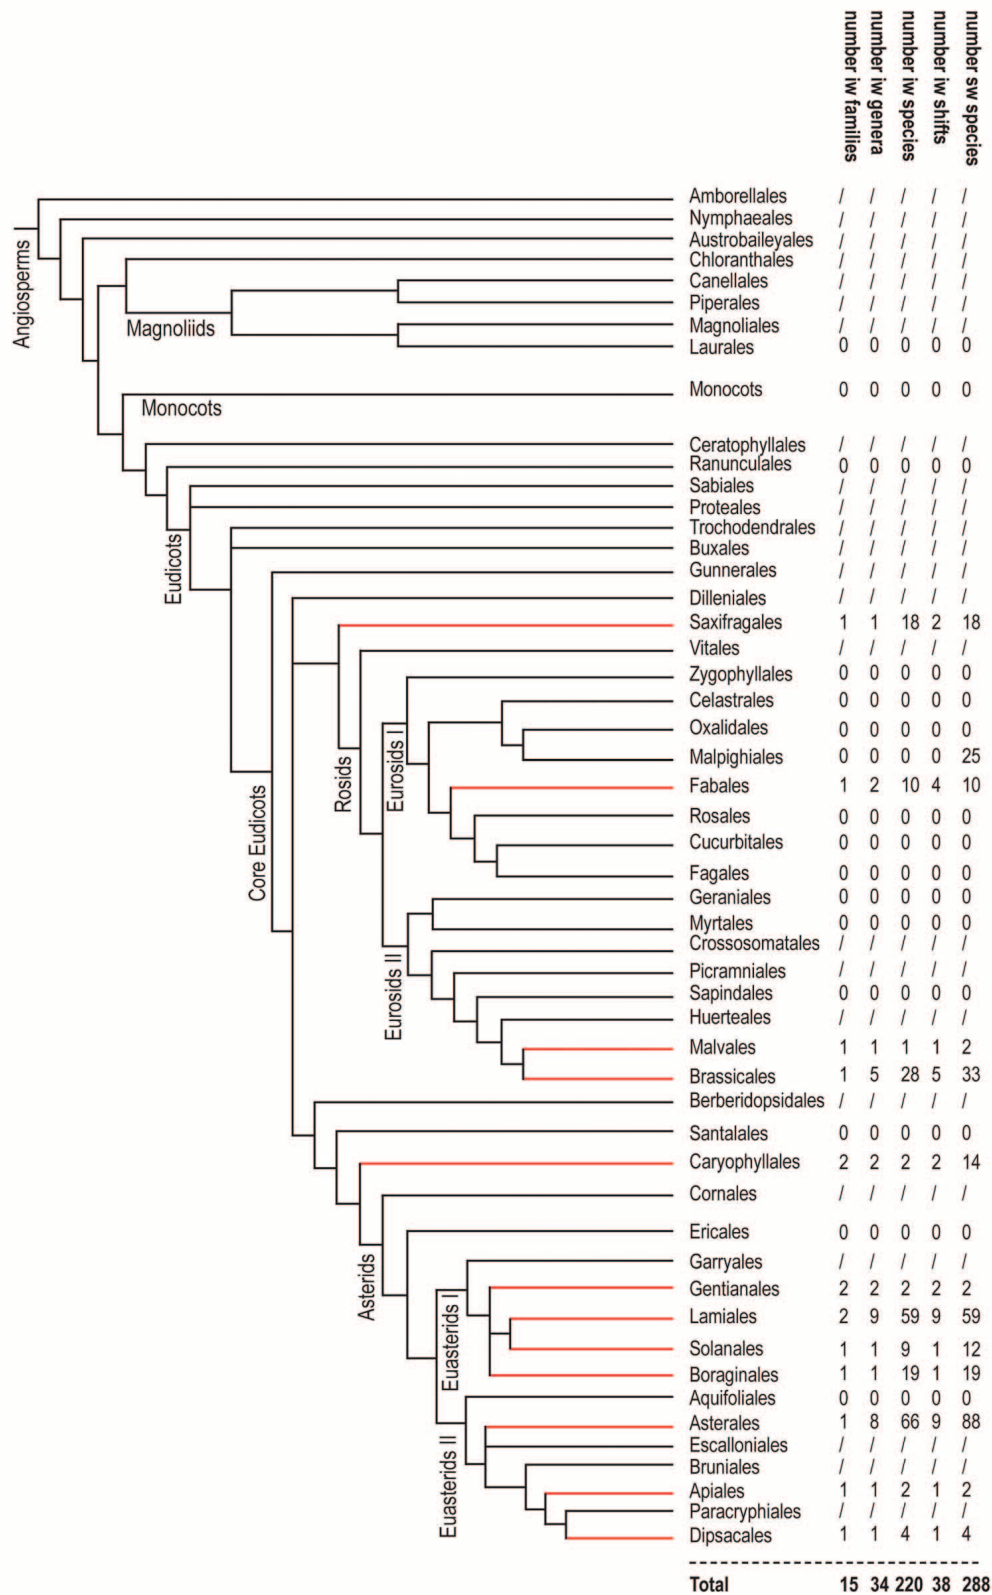 number iw families
number iw genera
number iw species
number iw shifts
number sw species
Amborellales / / / / /
Nymphaeales / / / / /
Austrobaileyales / / / / /
Chloranthales / / / / /
Canellales / / / / /
Piperales / / / / /
Magnoliales / / / / /
Laurales 0 0 0 0 0
Monocots 0 0 0 0 0
Ceratophyllales / / / / /
Ranunculales 0 0 0 0 0
Sabiales / / / / /
Proteales / / / / /
Trochodendrales / / / / /
Buxales / / / / /
Gunnerales / / / / /
Dilleniales / / / / /
Saxifragales 1 1 18 2 18
Vitales / / / / /
Zygophyllales 0 0 0 0 0
Celastrales 0 0 0 0 0
Oxalidales 0 0 0 0 0
Malpighiales 0 0 0 0 25
Fabales 1 2 10 4 10
Rosales 0 0 0 0 0
Cucurbitales 0 0 0 0 0
Fagales 0 0 0 0 0
Geraniales 0 0 0 0 0
Myrtales 0 0 0 0 0
Crossosomatales / / / / /
Picramniales / / / / /
Sapindales 0 0 0 0 0
Huerteales / / / / /
Malvales 1 1 1 1 2
Brassicales 1 5 28 5 33
Berberidopsidales / / / / /
Santalales 0 0 0 0 0
Caryophyllales 2 2 2 2 14
Cornales / / / / /
Ericales 0 0 0 0 0
Garryales / / / / /
Gentianales 2 2 2 2 2
Lamiales 2 9 59 9 59
Solanales 1 1 9 1 12
Boraginales 1 1 19 1 19
Aquifoliales 0 0 0 0 0
Asterales 1 8 66 9 88
Escalloniales / / / / /
Bruniales / / / / /
Apiales 1 1 2 1 2
Paracryphiales / / / / /
Dipsacales 1 1 4 1 4
Total 15 34 220 38 288
Angiosperms
Magnoliids
Monocots
Eudicots
Core Eudicots
Rosids
Eurosids I
Eurosids II
Asterids
Euasterids I
Euasterids II